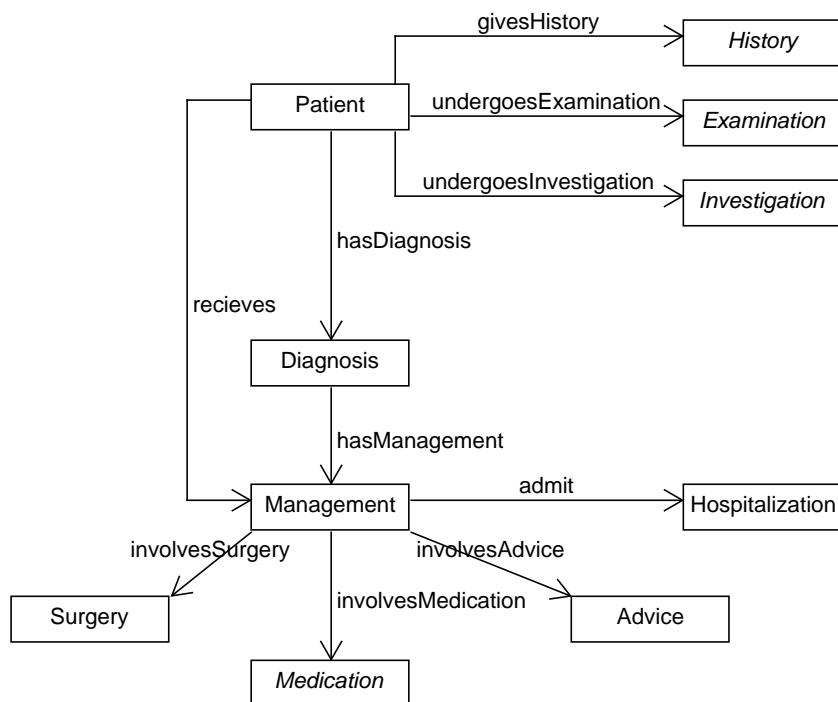 givesHistory
History
Patient
undergoesExamination
Examination
undergoesInvestigation
Investigation
hasDiagnosis
recieves
Diagnosis
hasManagement
Management
admit
Hospitalization
involvesSurgery
involvesAdvice
involvesMedication
Surgery
Advice
Medication